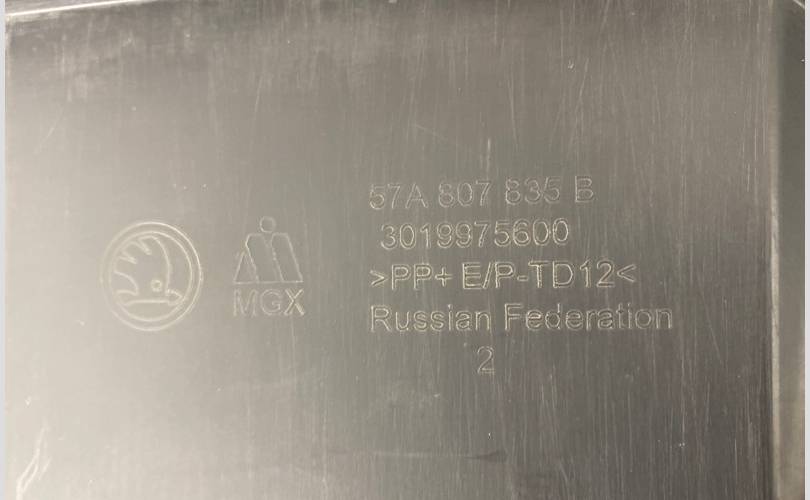 57A 807 835 B
3019975600
>PP+ E/P-TD12<
MGX
Russian Federation
2